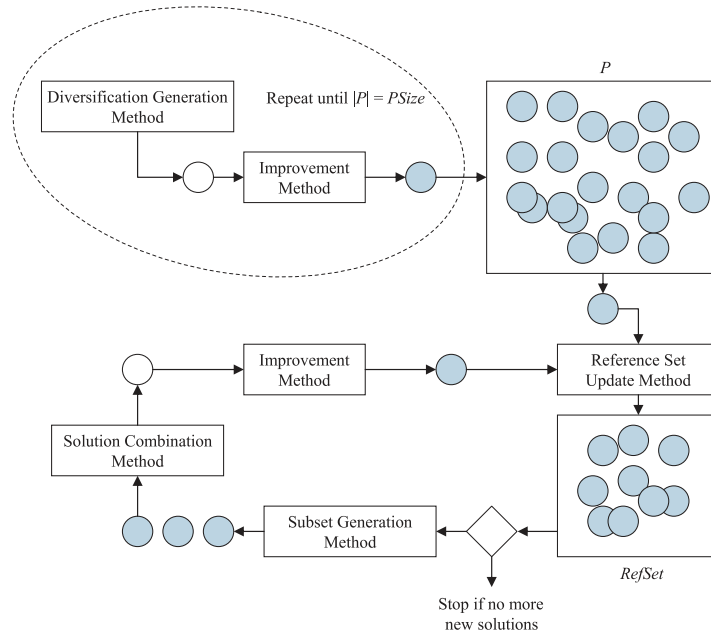 P
Diversification Generation
Method
Repeat until |P| = PSize
Improvement
Method
Improvement
Method
Reference Set
Update Method
Solution Combination
Method
Subset Generation
Method
RefSet
Stop if no more
new solutions